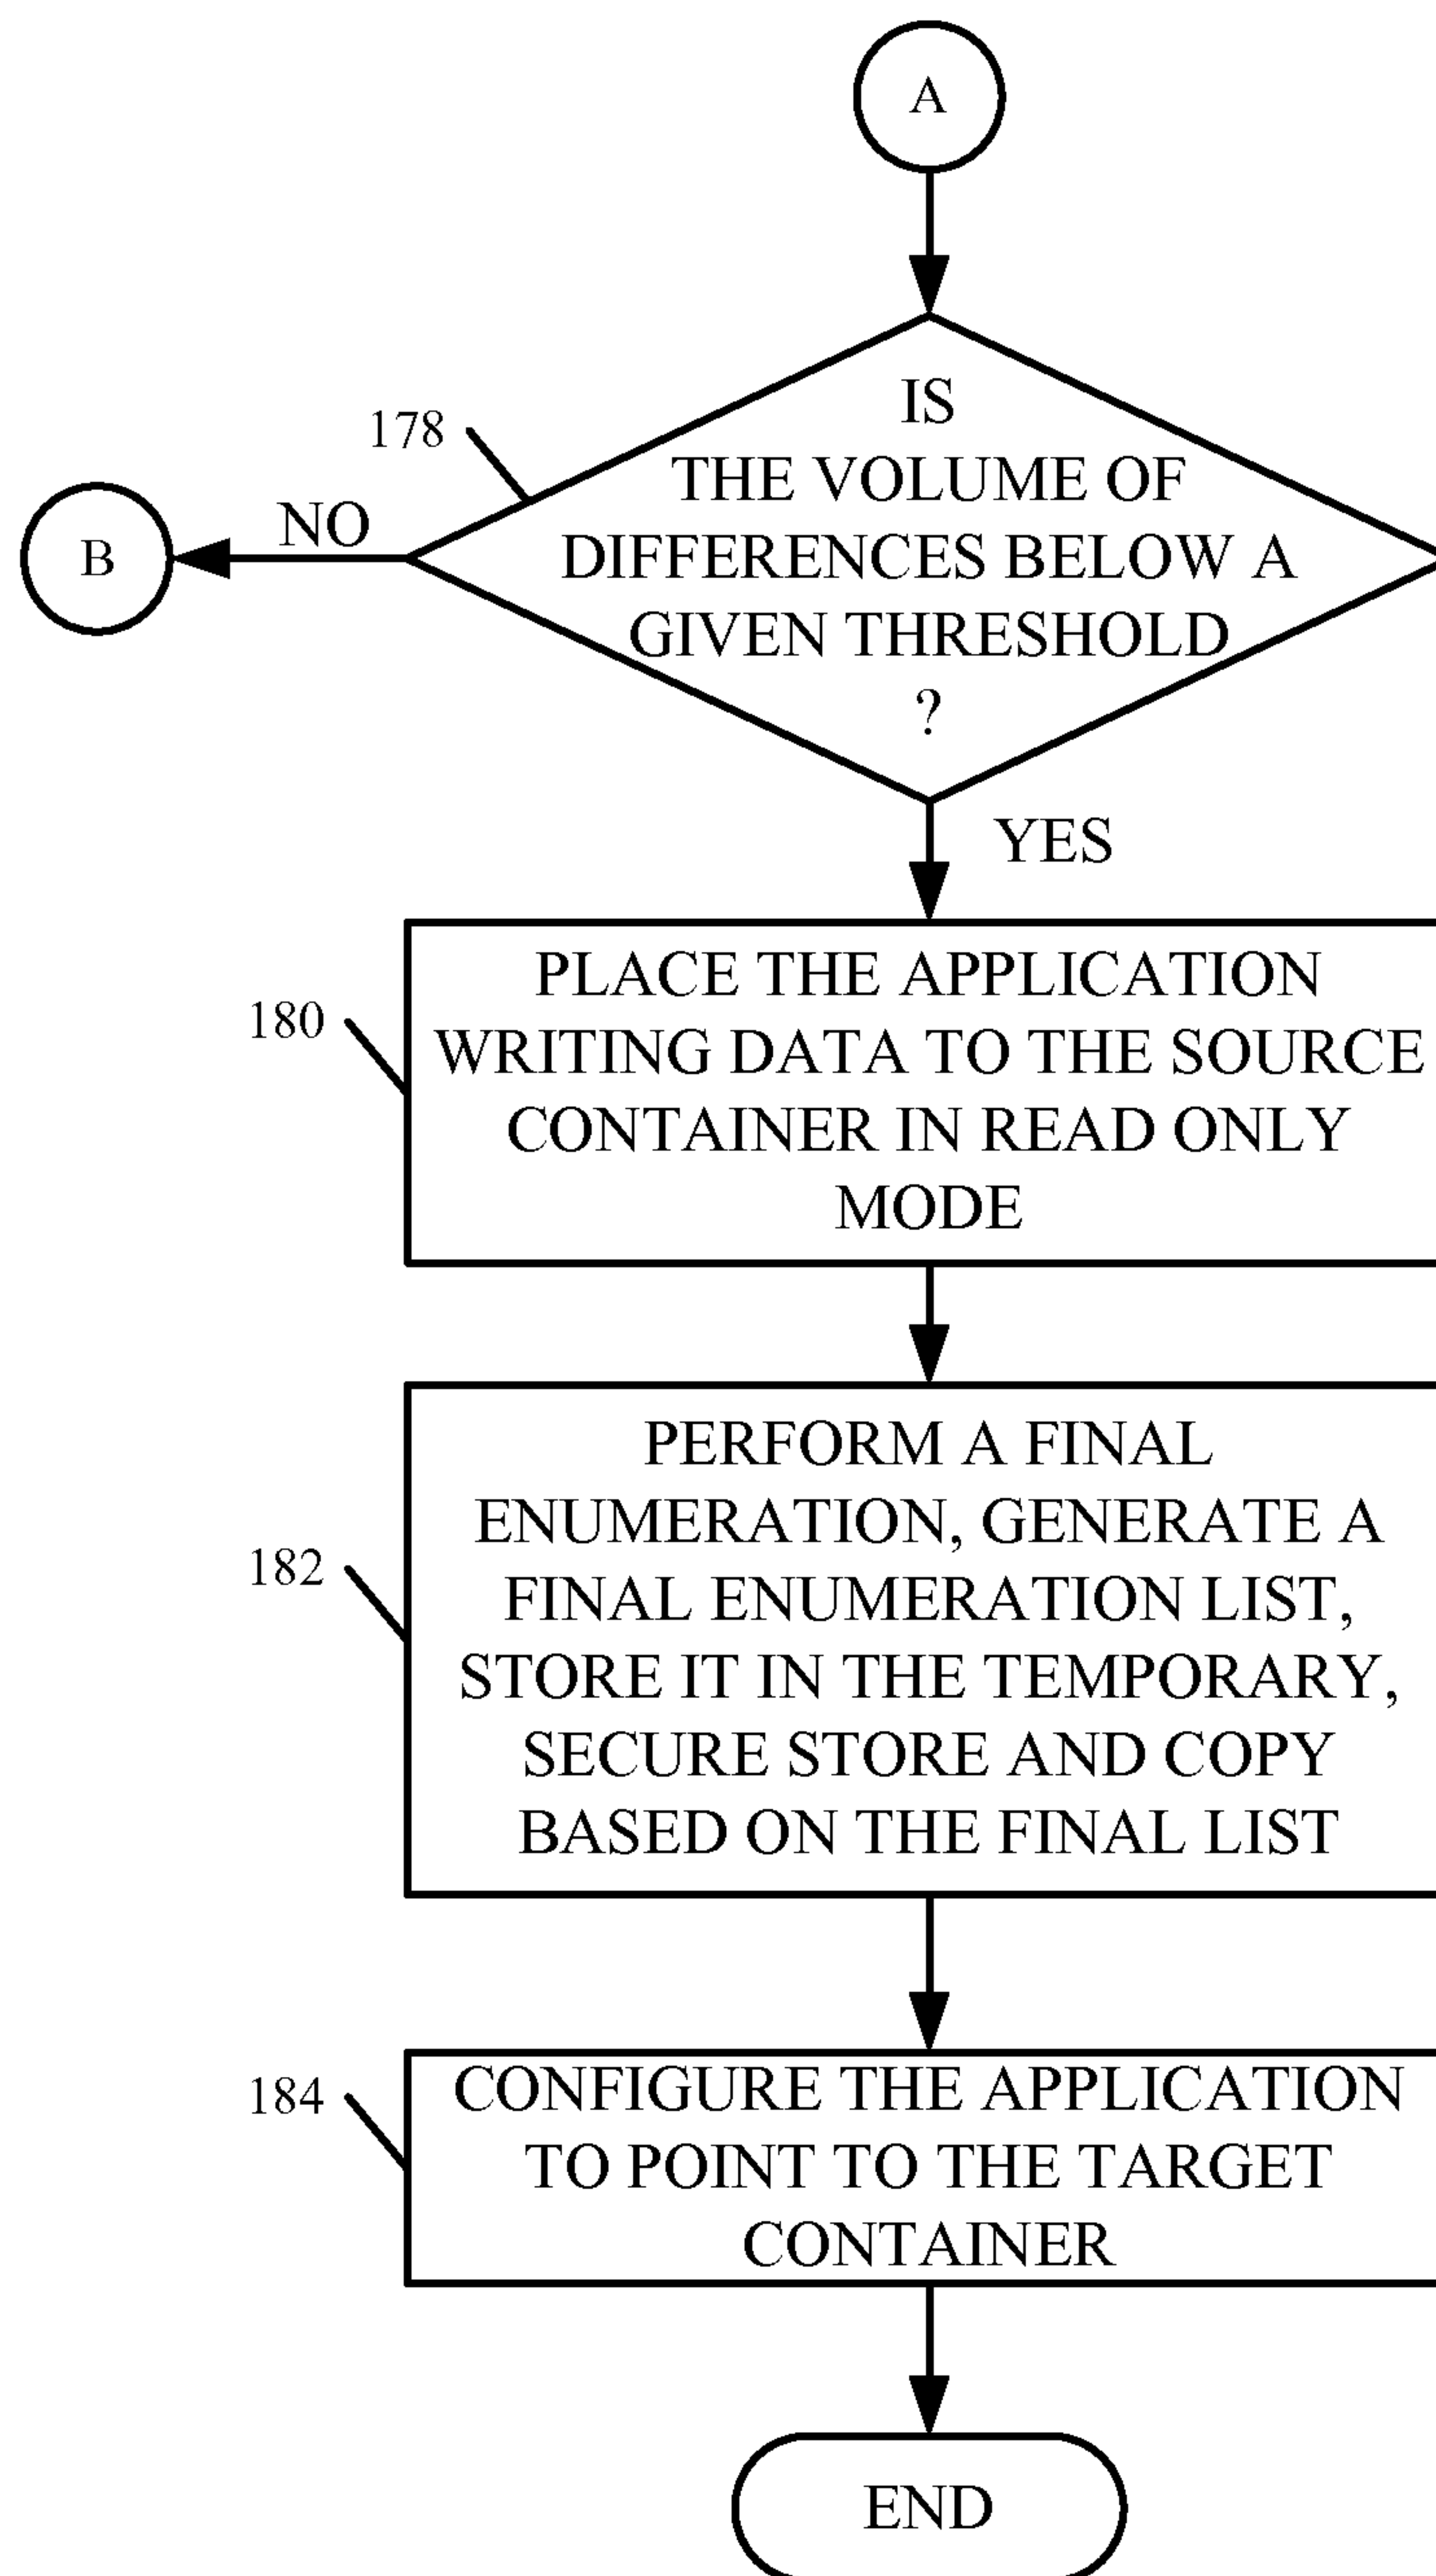 A
IS
THE VOLUME OF
DIFFERENCES BELOW A
GIVEN THRESHOLD
?
178
NO
B
YES
PLACE THE APPLICATION
WRITING DATA TO THE SOURCE
CONTAINER IN READ ONLY
MODE
180
PERFORM A FINAL
ENUMERATION, GENERATE A
FINAL ENUMERATION LIST,
STORE IT IN THE TEMPORARY,
SECURE STORE AND COPY
BASED ON THE FINAL LIST
182
CONFIGURE THE APPLICATION
TO POINT TO THE TARGET
CONTAINER
184
END